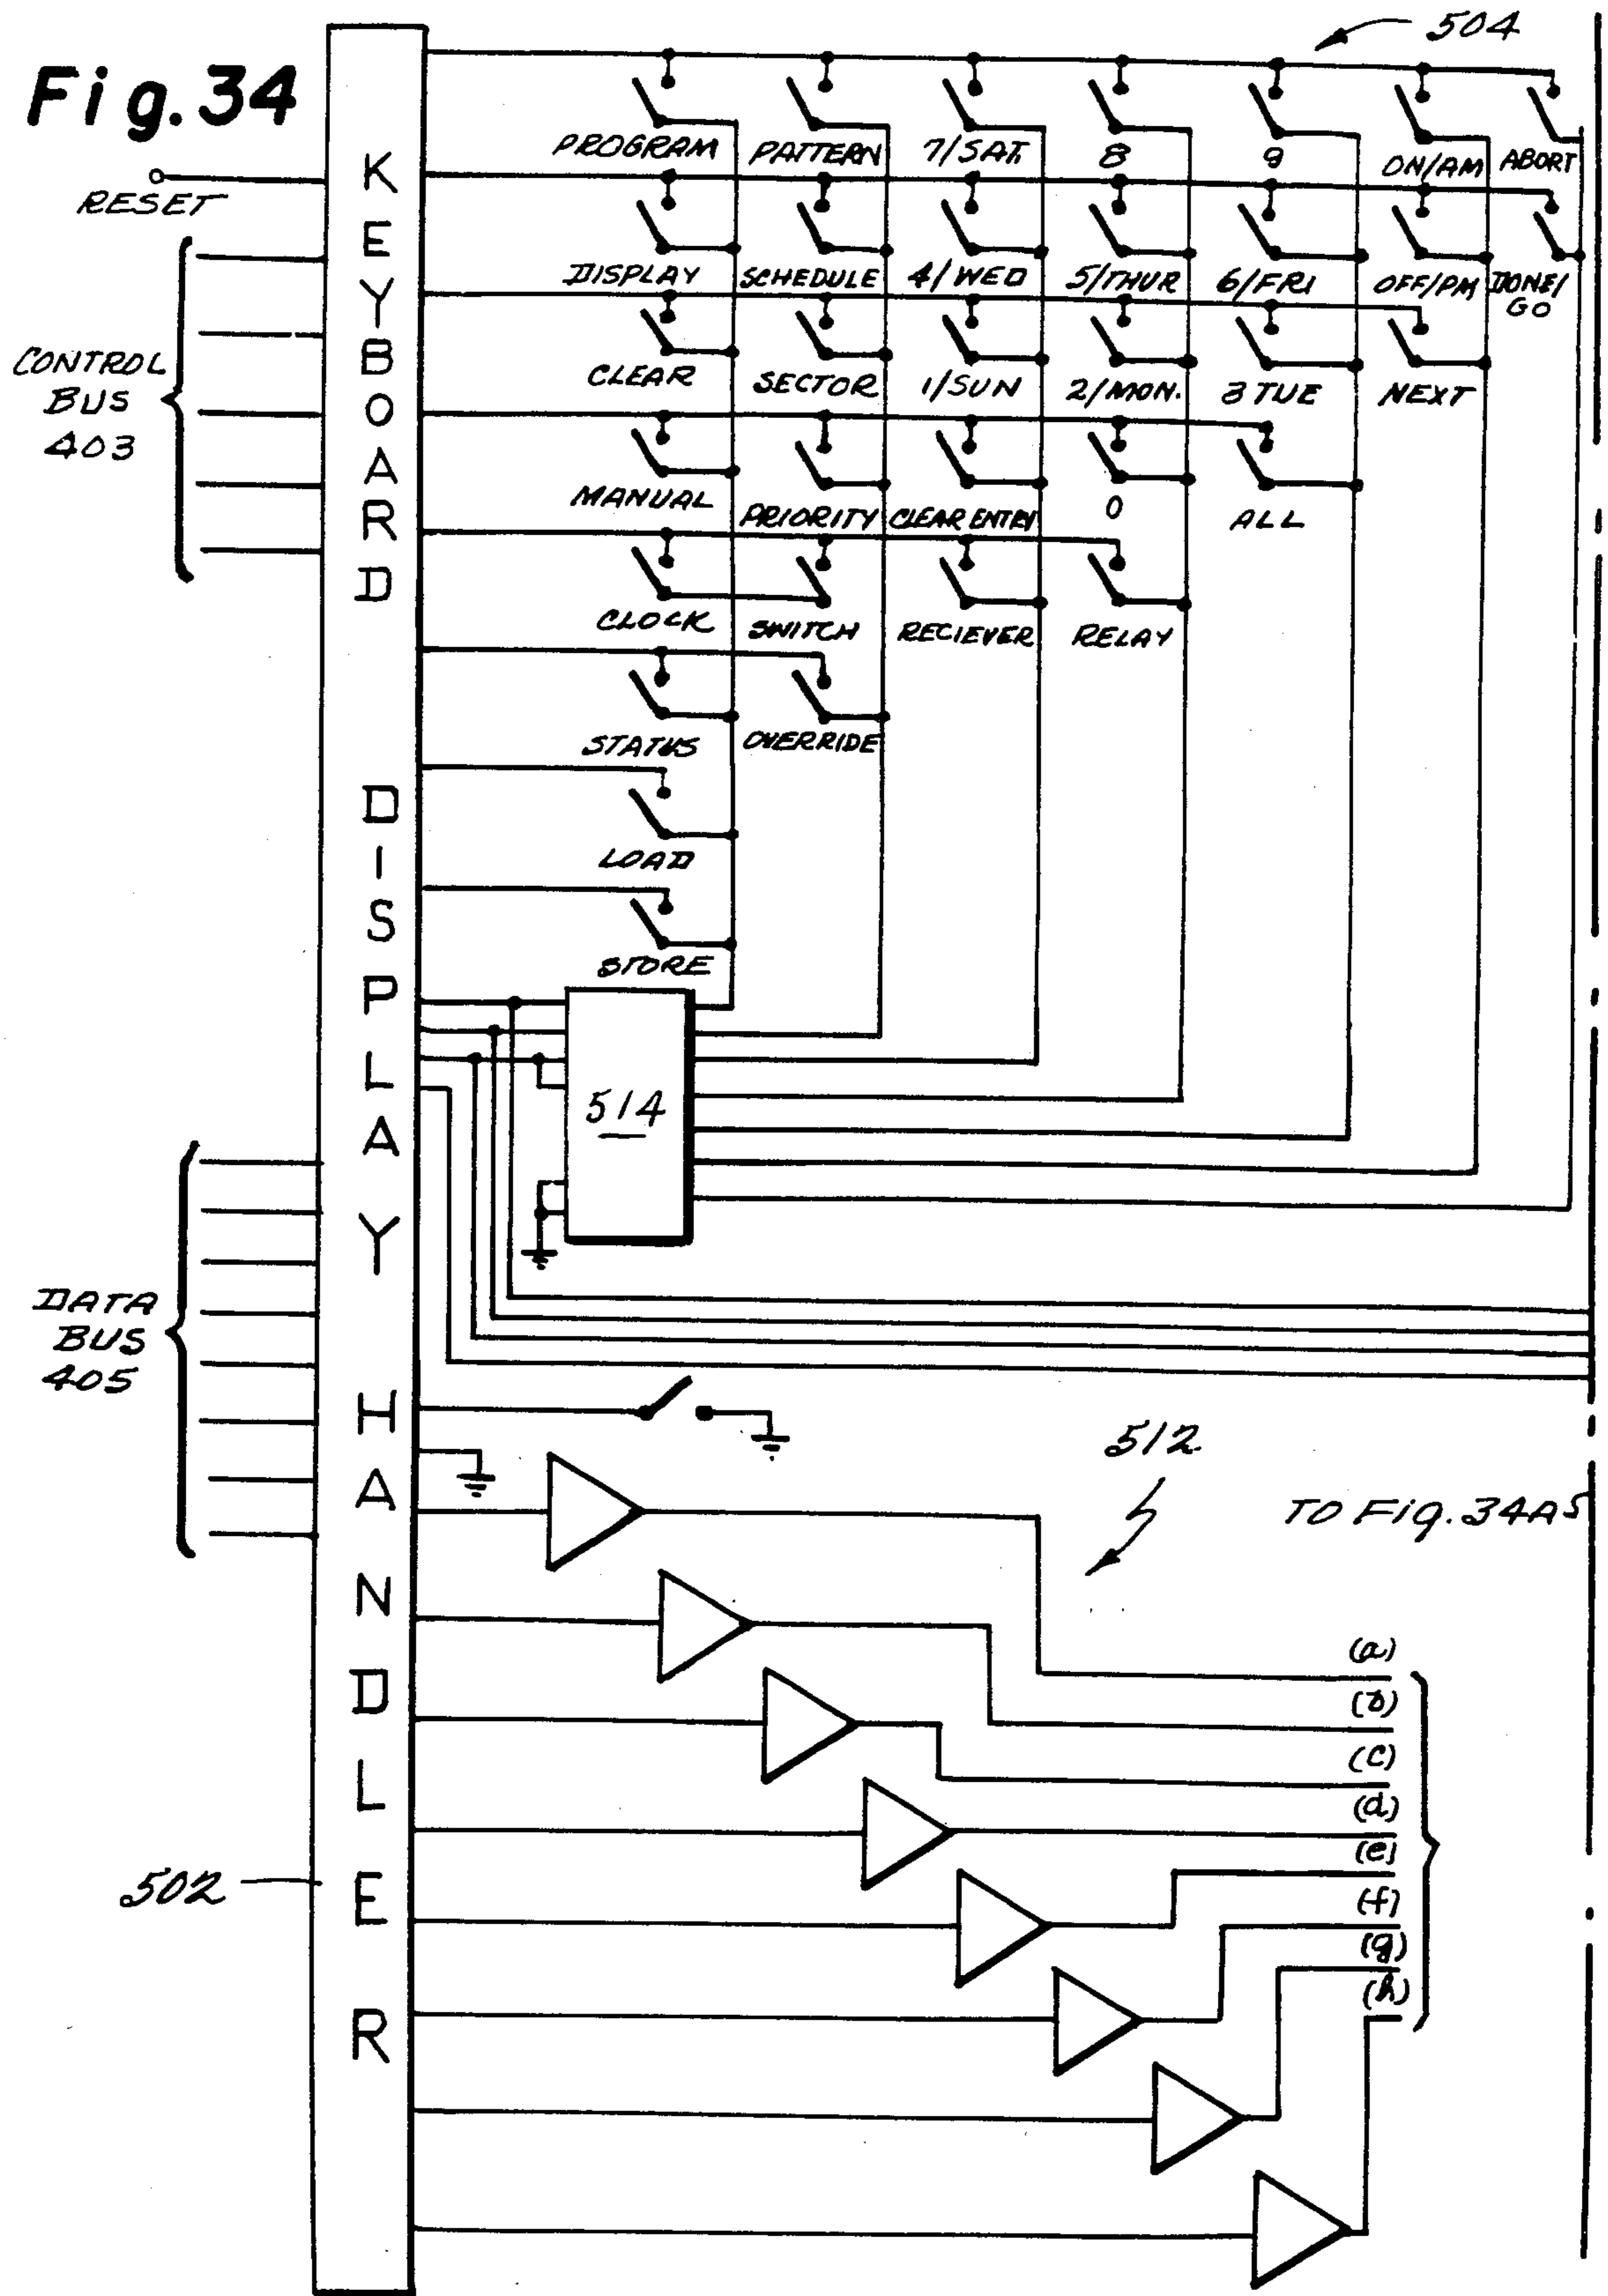 Fig. 34
504
PROGRAM PATTERN 7/SAT. 8 9 ON/AM ABORT
RESET
DISPLAY SCHEDULE 4/WED 5/THUR 6/FRI OFF/PM DONE/
GO
CONTROL
BUS
403
CLEAR SECTOR 1/SUN 2/MON. 3 TUE NEXT
MANUAL PRIORITY CLEAR ENTRY 0 ALL
CLOCK SWITCH RECIEVER RELAY
STATUS OVERRIDE
LOAD
STORE
KEYBOARD DISPLAY HANDLER
514
DATA
BUS
405
512
TO Fig. 34A
(a)
(b)
(c)
(d)
(e)
(f)
(g)
(h)
502